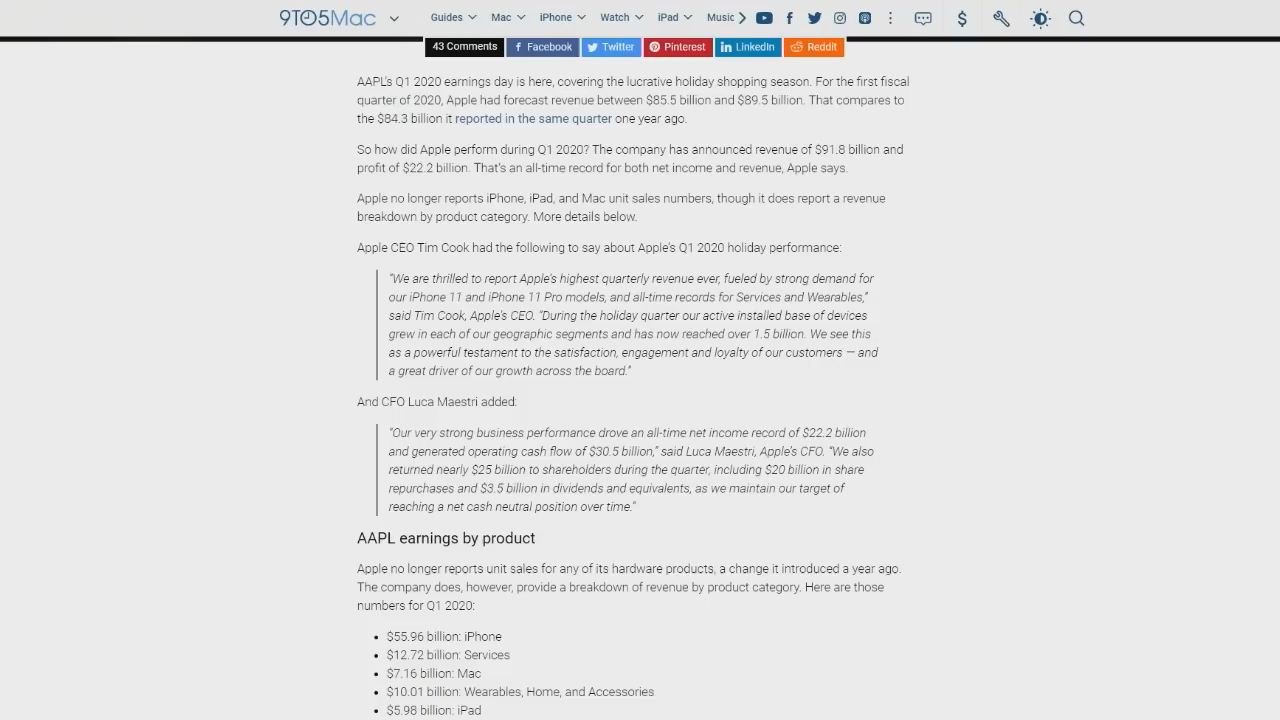 9TO5Mac
Guides Mac iPhone Watch iPad Music
43 Comments Facebook Twitter Pinterest LinkedIn Reddit
AAPL's Q1 2020 earnings day is here, covering the lucrative holiday shopping season. For the first fiscal
quarter of 2020, Apple had forecast revenue between $85.5 billion and $89.5 billion. That compares to
the $84.3 billion it reported in the same quarter one year ago.
So how did Apple perform during Q1 2020? The company has announced revenue of $91.8 billion and
profit of $22.2 billion. That's an all-time record for both net income and revenue, Apple says.
Apple no longer reports iPhone, iPad, and Mac unit sales numbers, though it does report a revenue
breakdown by product category. More details below.
Apple CEO Tim Cook had the following to say about Apple's Q1 2020 holiday performance:
“We are thrilled to report Apple's highest quarterly revenue ever, fueled by strong demand for
our iPhone 11 and iPhone 11 Pro models, and all-time records for Services and Wearables,”
said Tim Cook, Apple's CEO. “During the holiday quarter our active installed base of devices
grew in each of our geographic segments and has now reached over 1.5 billion. We see this
as a powerful testament to the satisfaction, engagement and loyalty of our customers — and
a great driver of our growth across the board.”
And CFO Luca Maestri added:
“Our very strong business performance drove an all-time net income record of $22.2 billion
and generated operating cash flow of $30.5 billion,” said Luca Maestri, Apple's CFO. “We also
returned nearly $25 billion to shareholders during the quarter, including $20 billion in share
repurchases and $3.5 billion in dividends and equivalents, as we maintain our target of
reaching a net cash neutral position over time.”
AAPL earnings by product
Apple no longer reports unit sales for any of its hardware products, a change it introduced a year ago.
The company does, however, provide a breakdown of revenue by product category. Here are those
numbers for Q1 2020:
• $55.96 billion: iPhone
• $12.72 billion: Services
• $7.16 billion: Mac
• $10.01 billion: Wearables, Home, and Accessories
• $5.98 billion: iPad